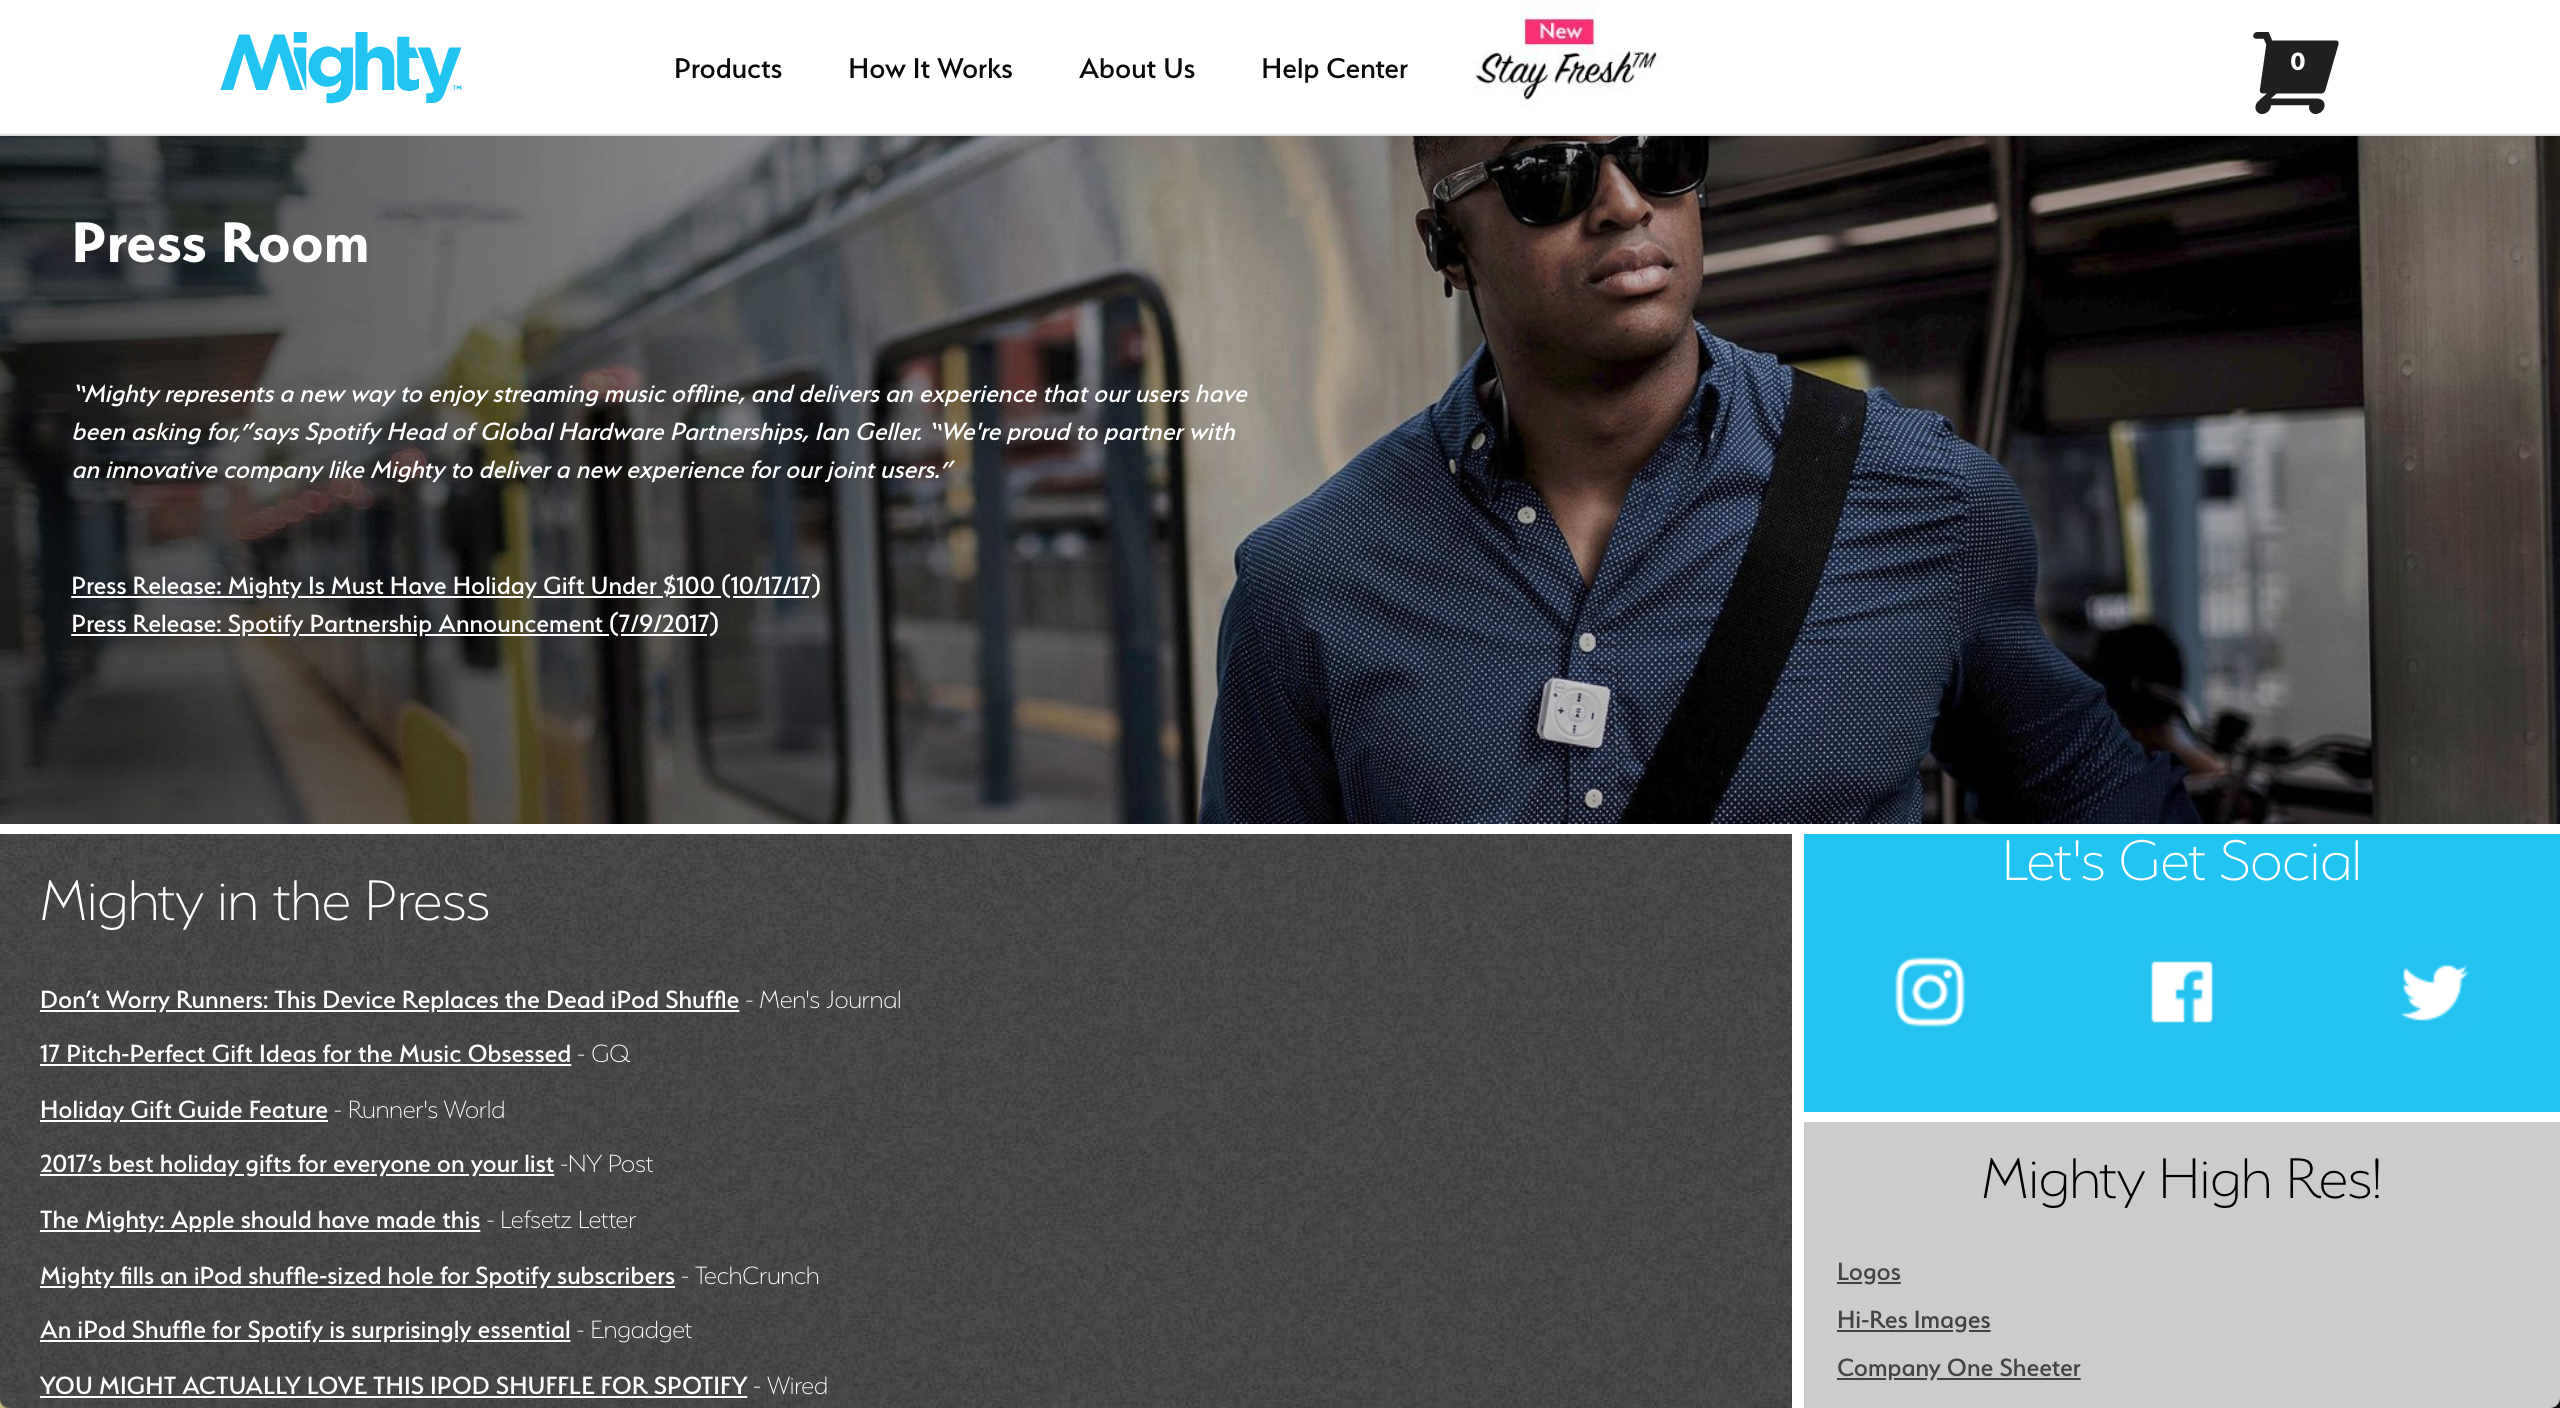 Mighty™
Products
How It Works
About Us
Help Center
New
Stay Fresh™
0
Press Room
“Mighty represents a new way to enjoy streaming music offline, and delivers an experience that our users have
been asking for,”says Spotify Head of Global Hardware Partnerships, Ian Geller. “We're proud to partner with
an innovative company like Mighty to deliver a new experience for our joint users.”
Press Release: Mighty Is Must Have Holiday Gift Under $100 (10/17/17)
Press Release: Spotify Partnership Announcement (7/9/2017)
Mighty in the Press
Don’t Worry Runners: This Device Replaces the Dead iPod Shuffle - Men's Journal
17 Pitch-Perfect Gift Ideas for the Music Obsessed - GQ
Holiday Gift Guide Feature - Runner's World
2017’s best holiday gifts for everyone on your list -NY Post
The Mighty: Apple should have made this - Lefsetz Letter
Mighty fills an iPod shuffle-sized hole for Spotify subscribers - TechCrunch
An iPod Shuffle for Spotify is surprisingly essential - Engadget
YOU MIGHT ACTUALLY LOVE THIS IPOD SHUFFLE FOR SPOTIFY - Wired
Let's Get Social
Mighty High Res!
Logos
Hi-Res Images
Company One Sheeter